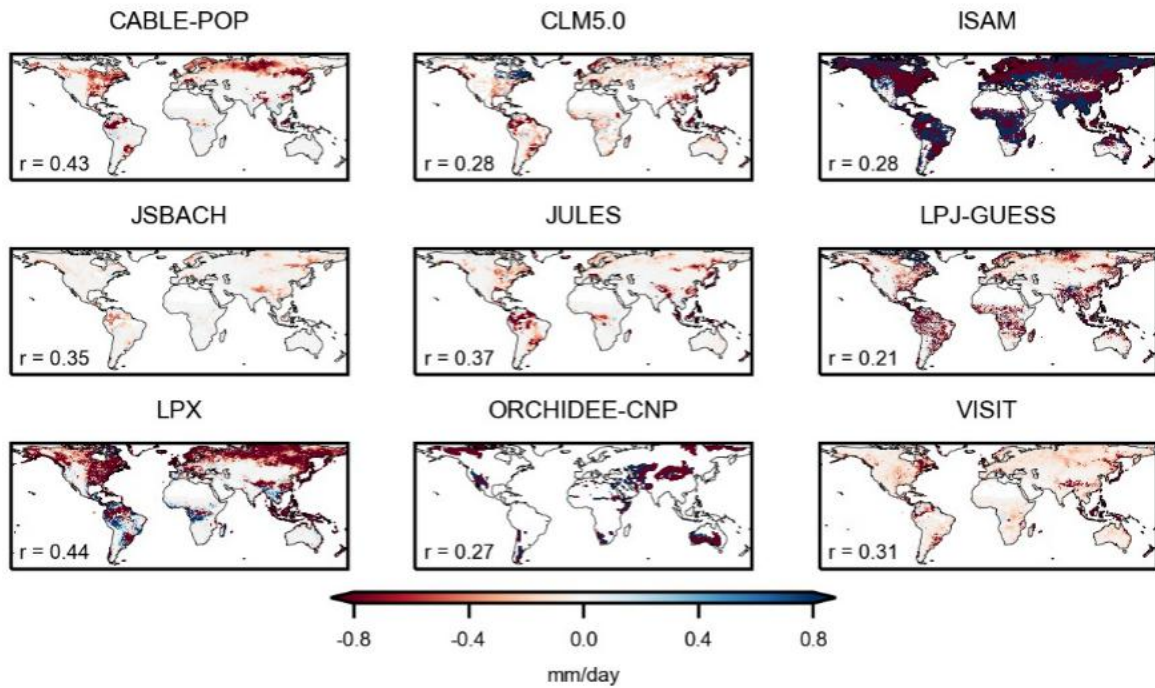 CABLE-POP CLM5.0 ISAM
r = 0.43 r = 0.28 r = 0.28
JSBACH JULES LPJ-GUESS
r = 0.35 r = 0.37 r = 0.21
LPX ORCHIDEE-CNP VISIT
r = 0.44 r = 0.27 r = 0.31
-0.8 -0.4 0.0 0.4 0.8
mm/day